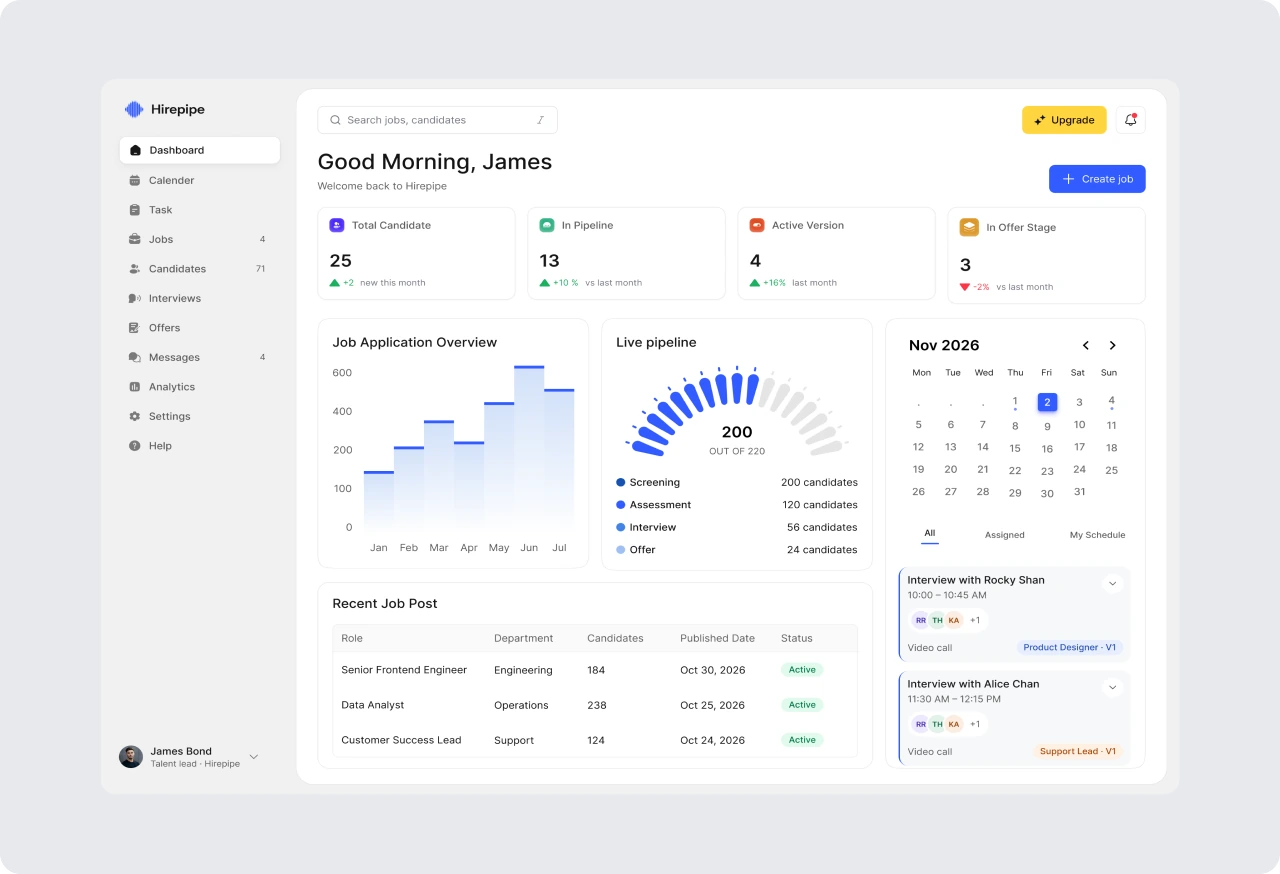 Hirepipe
Dashboard
Calender
Task
Jobs 4
Candidates 71
Interviews
Offers
Messages 4
Analytics
Settings
Help
James Bond
Talent lead · Hirepipe
Search jobs, candidates /
Upgrade
Good Morning, James
Welcome back to Hirepipe
Create job
Total Candidate
25
+2 new this month
In Pipeline
13
+10 % vs last month
Active Version
4
+16% last month
In Offer Stage
3
-2% vs last month
Job Application Overview
600
400
200
100
0
Jan Feb Mar Apr May Jun Jul
Live pipeline
200
OUT OF 220
Screening 200 candidates
Assessment 120 candidates
Interview 56 candidates
Offer 24 candidates
Recent Job Post
Role Department Candidates Published Date Status
Senior Frontend Engineer Engineering 184 Oct 30, 2026 Active
Data Analyst Operations 238 Oct 25, 2026 Active
Customer Success Lead Support 124 Oct 24, 2026 Active
Nov 2026
Mon Tue Wed Thu Fri Sat Sun
. . . 1 2 3 4
5 6 7 8 9 10 11
12 13 14 15 16 17 18
19 20 21 22 23 24 25
26 27 28 29 30 31
All Assigned My Schedule
Interview with Rocky Shan
10:00 – 10:45 AM
RR TH KA +1
Video call Product Designer · V1
Interview with Alice Chan
11:30 AM – 12:15 PM
RR TH KA +1
Video call Support Lead · V1